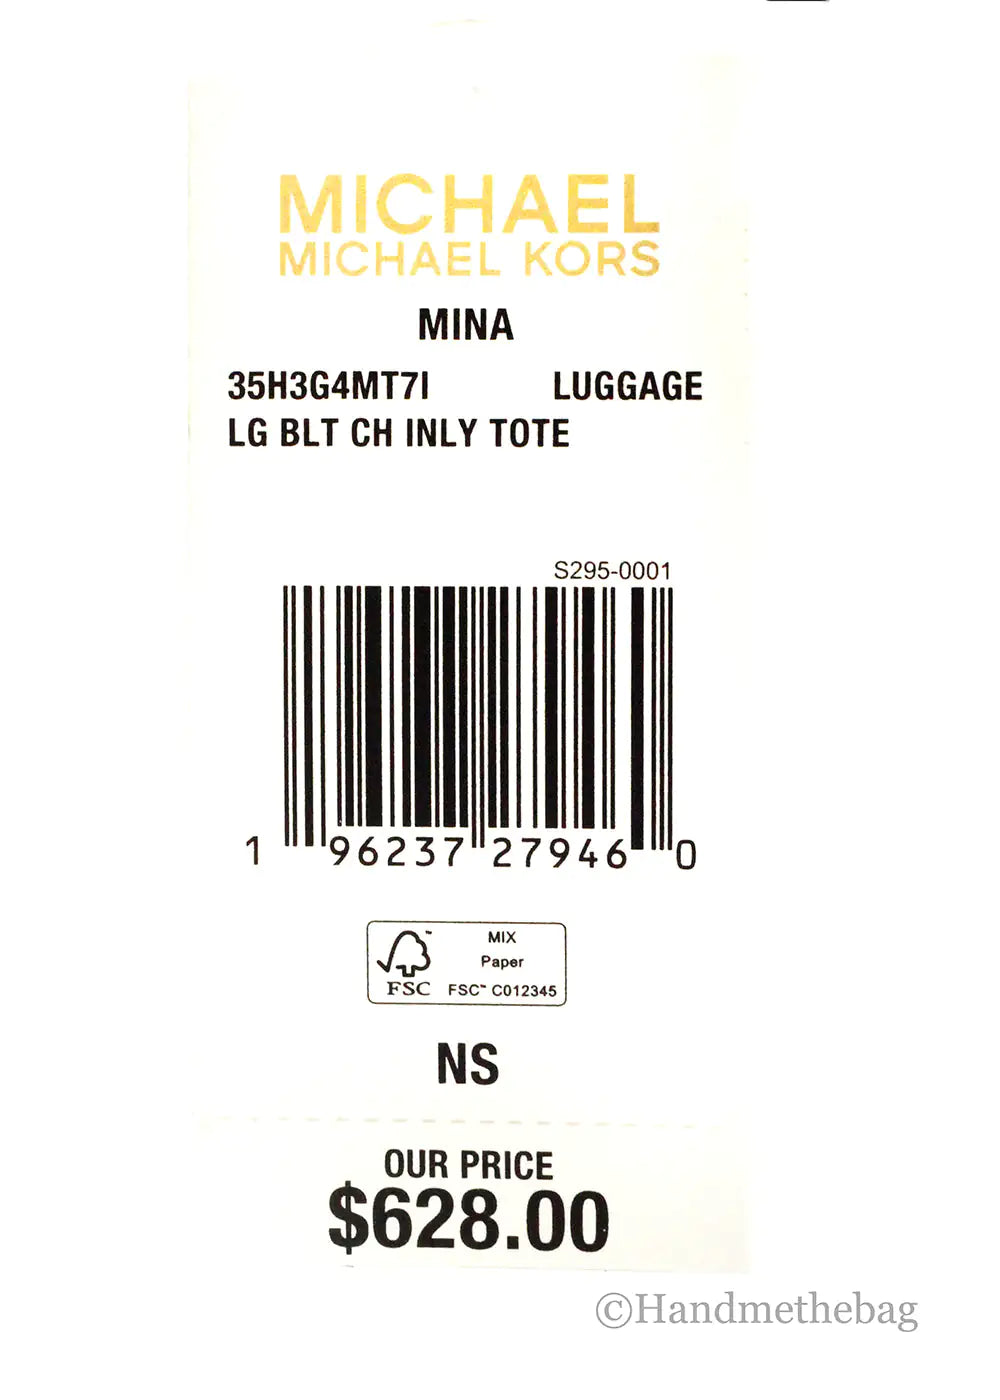 MICHAEL
MICHAEL KORS
MINA
35H3G4MT7I LUGGAGE
LG BLT CH INLY TOTE
S295-0001
1 96237 27946 0
FSC™ MIX
Paper
FSC™ C012345
NS
OUR PRICE
$628.00
©Handmethebag